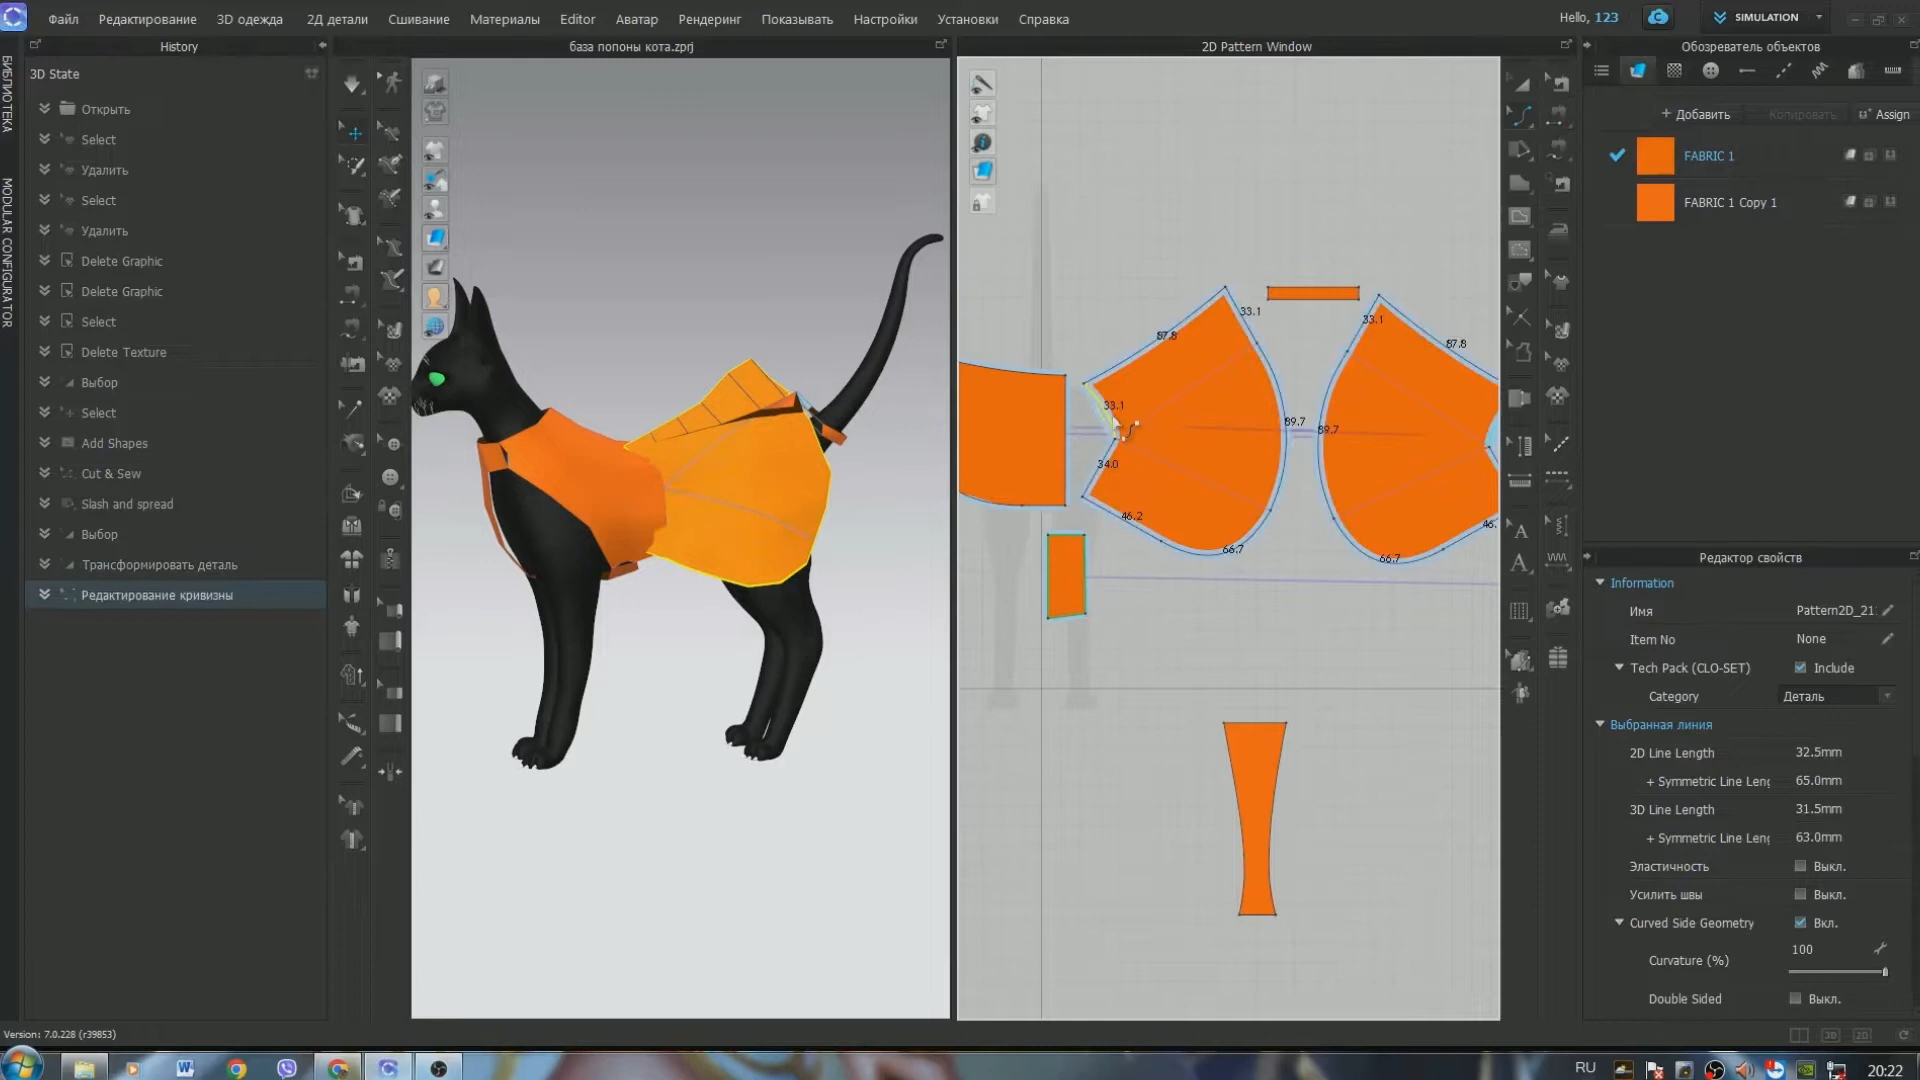 Файл
Редактирование
3D одежда
2Д детали
Сшивание
Материалы
Editor
Аватар
Рендеринг
Показывать
Настройки
Установки
Справка
Hello, 123
SIMULATION
History
база попоны кота.zprj
2D Pattern Window
Обозреватель объектов
БИБЛИОТЕКА
MODULAR CONFIGURATOR
3D State
Открыть
Select
Удалить
Select
Удалить
Delete Graphic
Delete Graphic
Select
Delete Texture
Выбор
Select
Add Shapes
Cut & Sew
Slash and spread
Выбор
Трансформировать деталь
Редактирование кривизны
33.1
87.8
33.1
34.0
46.2
66.7
89.7
33.1
87.8
89.7
66.7
46.
+ Добавить
Копировать
Assign
FABRIC 1
FABRIC 1 Copy 1
Редактор свойств
Information
Имя
Pattern2D_21
Item No
None
Tech Pack (CLO-SET)
Include
Category
Деталь
Выбранная линия
2D Line Length
32.5mm
+ Symmetric Line Leng
65.0mm
3D Line Length
31.5mm
+ Symmetric Line Leng
63.0mm
Эластичность
Выкл.
Усилить швы
Выкл.
Curved Side Geometry
Вкл.
Curvature (%)
100
Double Sided
Выкл.
Version: 7.0.228 (r39853)
3D
2D
RU
20:22